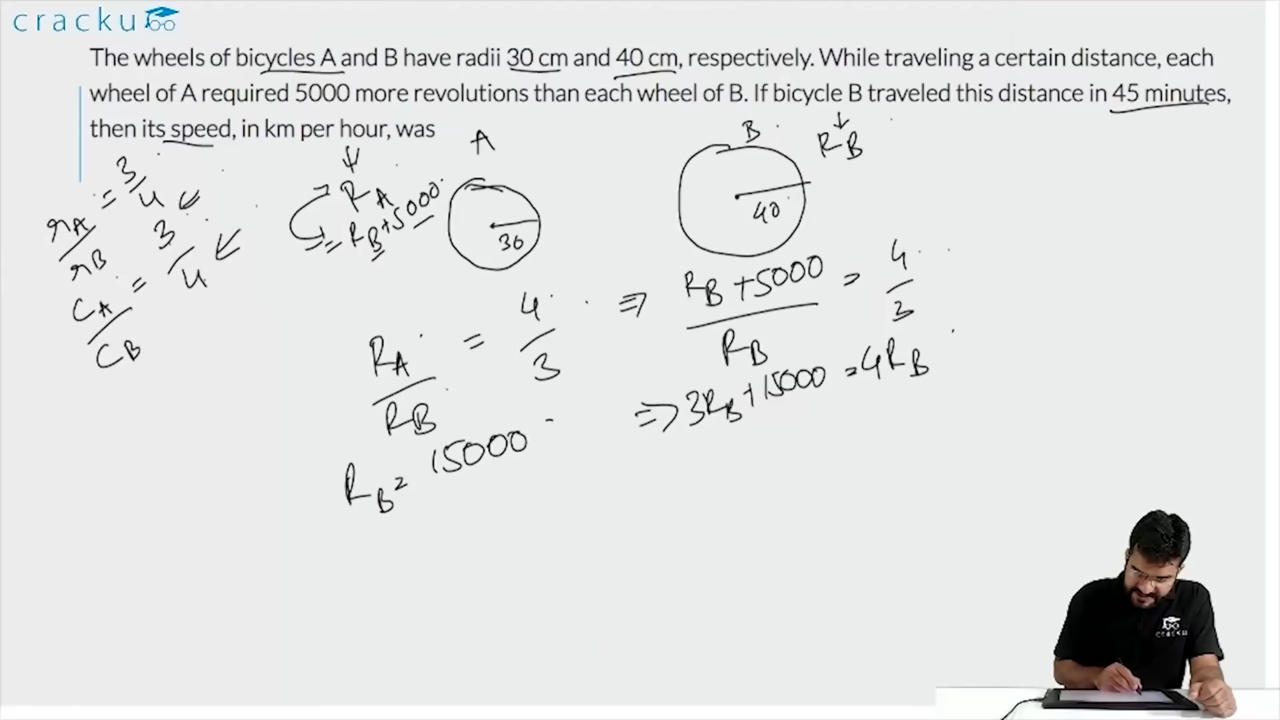 cracku
The wheels of bicycles A and B have radii 30 cm and 40 cm, respectively. While traveling a certain distance, each
wheel of A required 5000 more revolutions than each wheel of B. If bicycle B traveled this distance in 45 minutes,
then its speed, in km per hour, was
A
B
R_B
r_A/r_B = 3/4
R_A
= R_B + 5000
30
40
C_A/C_B = 3/4
R_A/R_B = 4/3
⇒ (R_B + 5000)/R_B = 4/3
⇒ 3R_B + 15000 = 4R_B
R_B = 15000
cracku